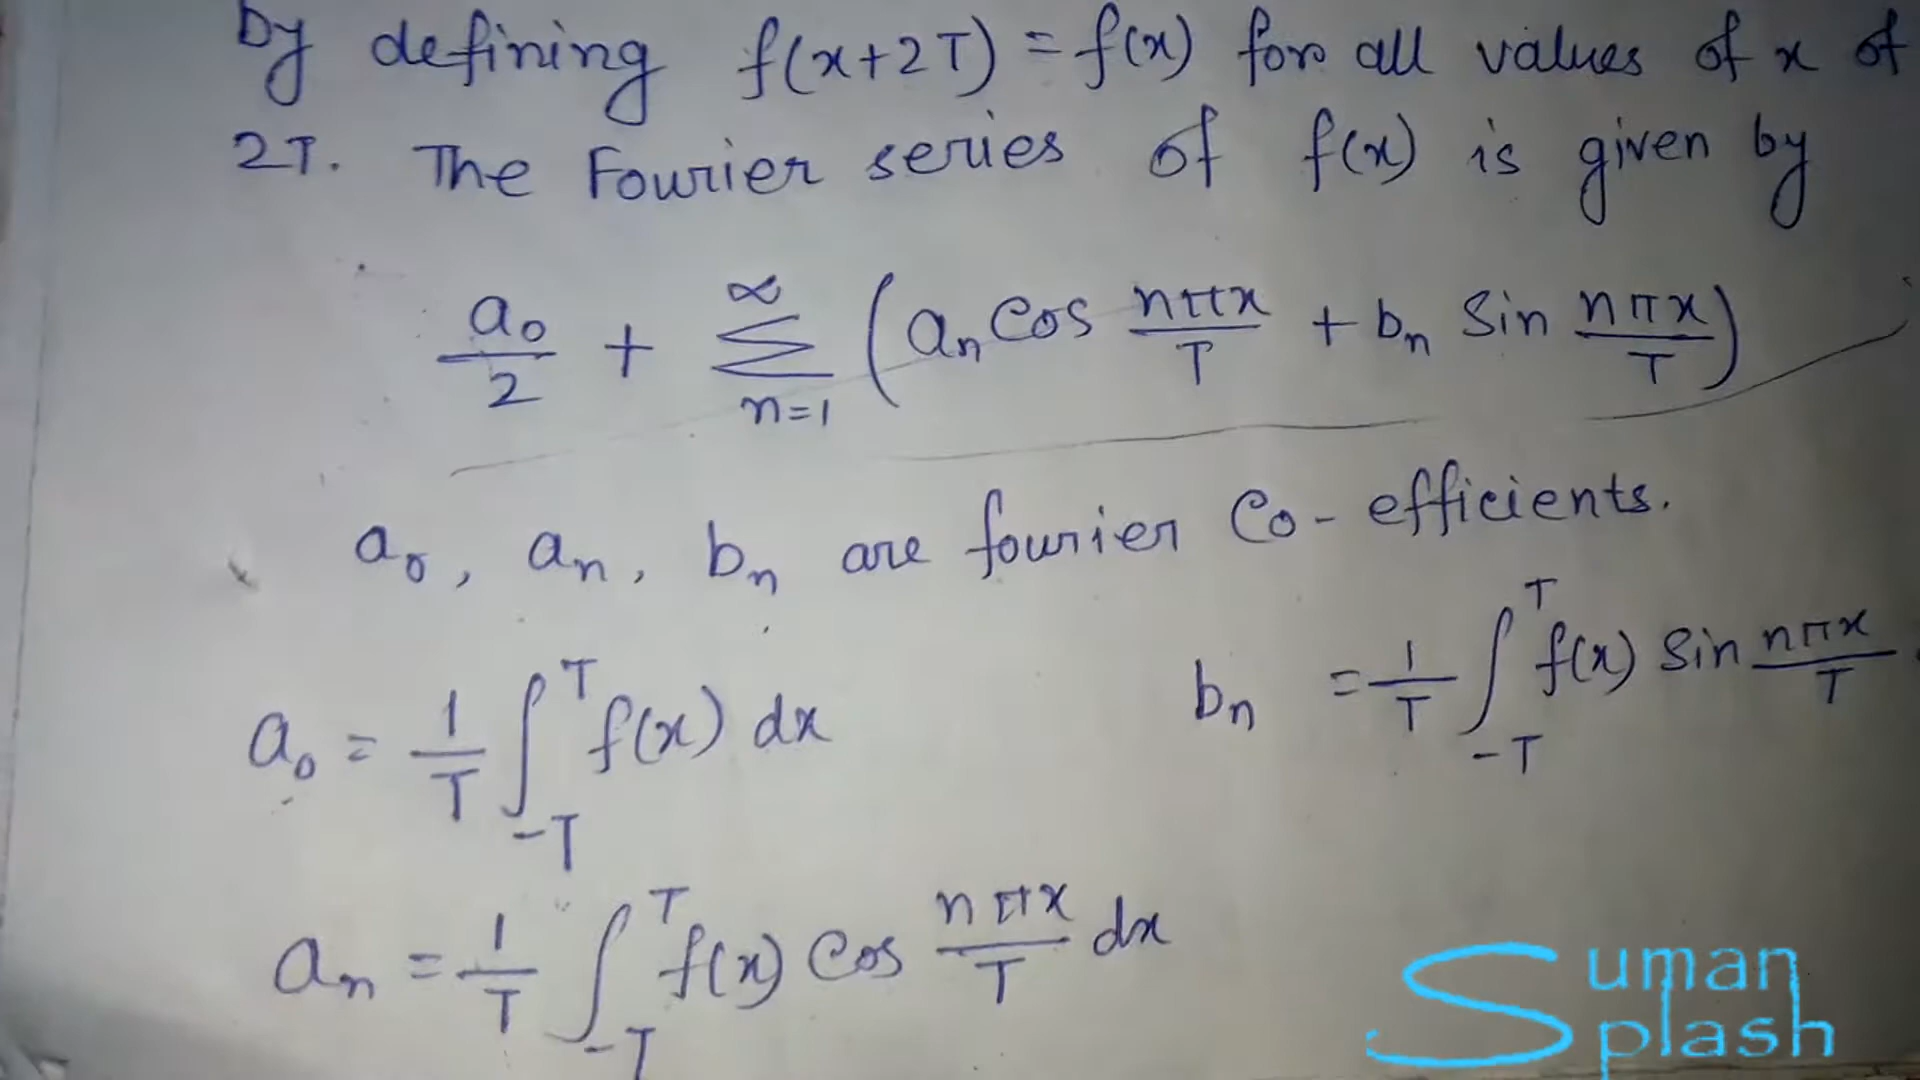 by defining f(x+2T) = f(x) for all values of x of
2T. The Fourier series of f(x) is given by
a₀/2 + ∑_{n=1}^{∞} (aₙ Cos nπx/T + bₙ Sin nπx/T)
a₀, aₙ, bₙ are fourier Co-efficients.
a₀ = 1/T ∫_{-T}^{T} f(x) dx
bₙ = 1/T ∫_{-T}^{T} f(x) Sin nπx/T
aₙ = 1/T ∫_{-T}^{T} f(x) Cos nπx/T dx
Suman
Splash